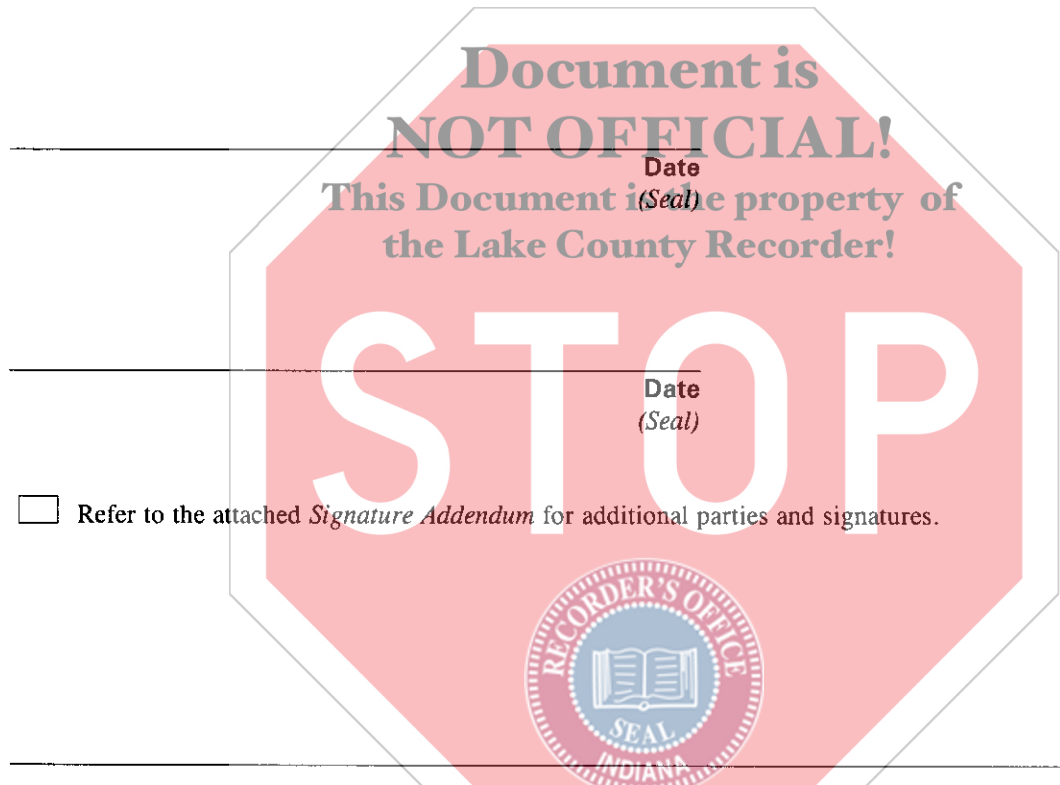 Document is
NOT OFFICIAL!
Date
(Seal)
This Document is the property of
the Lake County Recorder!
STOP
Date
(Seal)
Refer to the attached Signature Addendum for additional parties and signatures.
RECORDER'S OFFICE
SEAL
INDIANA